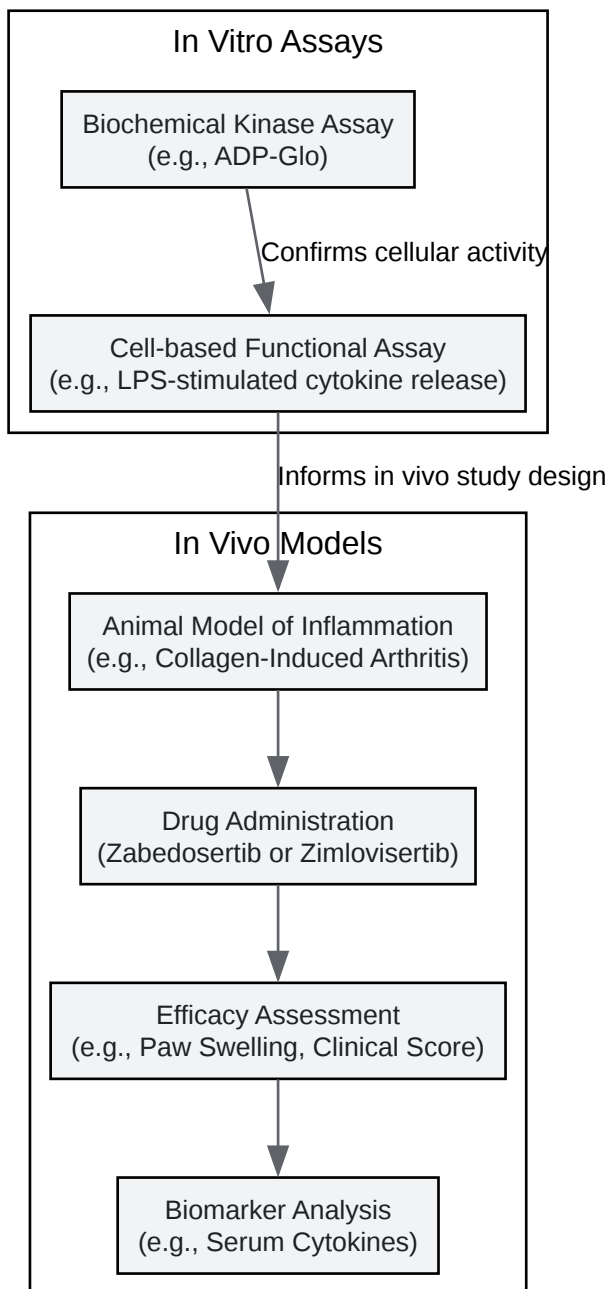 In Vitro Assays
Biochemical Kinase Assay
(e.g., ADP-Glo)
Confirms cellular activity
Cell-based Functional Assay
(e.g., LPS-stimulated cytokine release)
Informs in vivo study design
In Vivo Models
Animal Model of Inflammation
(e.g., Collagen-Induced Arthritis)
Drug Administration
(Zabedosertib or Zimlovisertib)
Efficacy Assessment
(e.g., Paw Swelling, Clinical Score)
Biomarker Analysis
(e.g., Serum Cytokines)